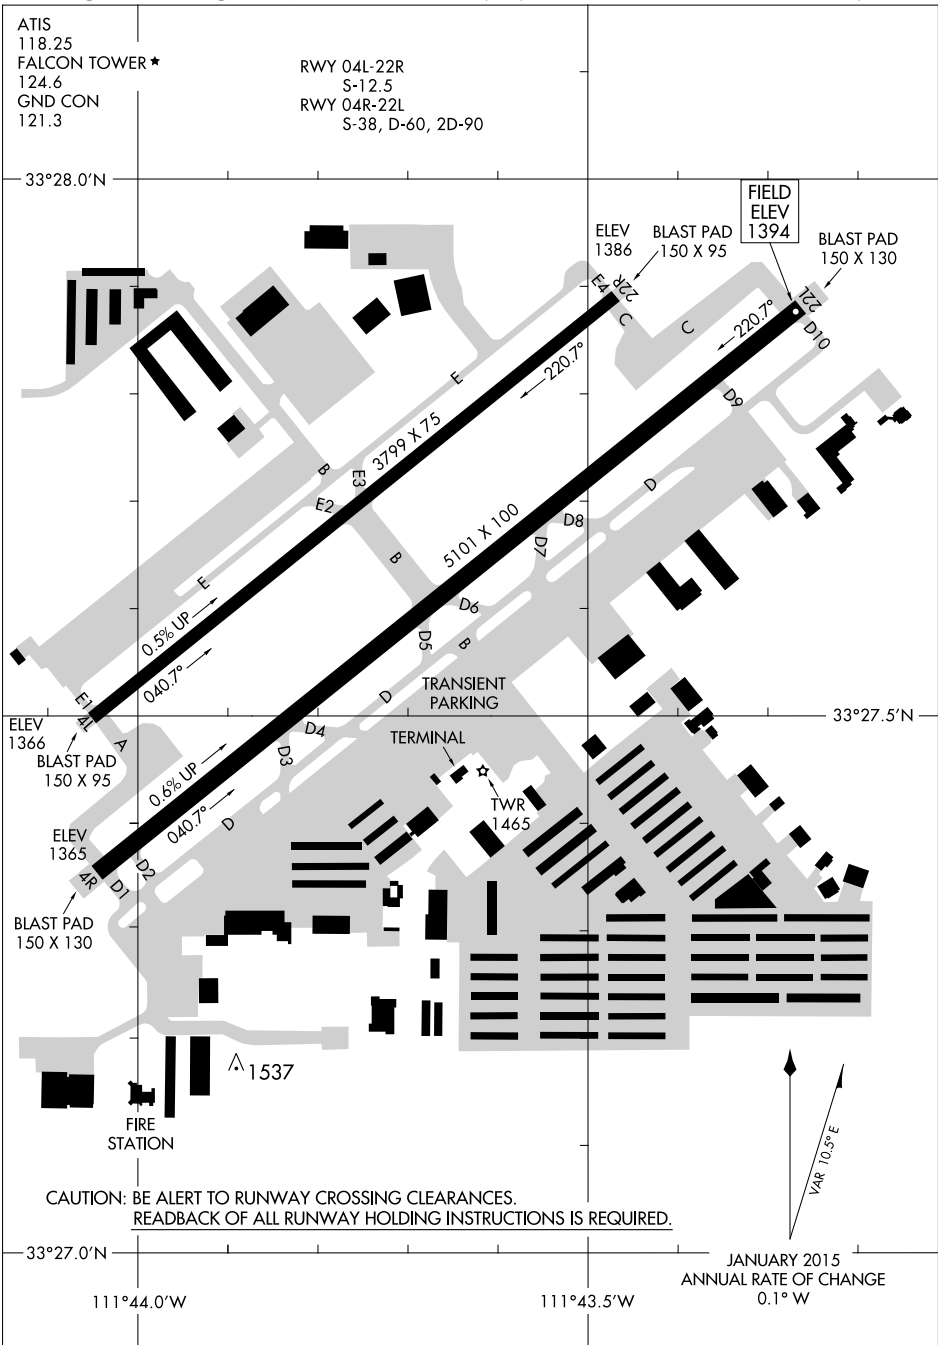 ATIS
118.25
FALCON TOWER★
124.6
GND CON
121.3
RWY 04L-22R
S-12.5
RWY 04R-22L
S-38, D-60, 2D-90
33°28.0'N
FIELD
ELEV
1394
ELEV
1386
BLAST PAD
150 X 95
BLAST PAD
150 X 130
E4
22R
C
C
22L
D10
220.7°
220.7°
E
D9
3799 X 75
B
E3
E2
D
5101 X 100
D8
D7
B
E
D6
0.5% UP
D5
B
040.7°
E1
4L
TRANSIENT
PARKING
D
ELEV
1366
A
33°27.5'N
D4
TERMINAL
D3
BLAST PAD
150 X 95
0.6% UP
TWR
1465
040.7°
D
ELEV
1365
D2
4R
D1
BLAST PAD
150 X 130
1537
FIRE
STATION
VAR 10.5° E
CAUTION: BE ALERT TO RUNWAY CROSSING CLEARANCES.
READBACK OF ALL RUNWAY HOLDING INSTRUCTIONS IS REQUIRED.
33°27.0'N
JANUARY 2015
ANNUAL RATE OF CHANGE
0.1° W
111°44.0'W
111°43.5'W